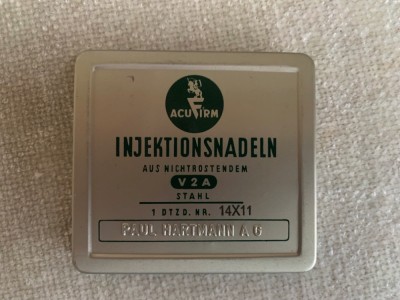 ACUFIRM
INJEKTIONSNADELN
AUS NICHTROSTENDEM
V2A
STAHL
1 DTZD. NR. 14X11
PAUL HARTMANN A G